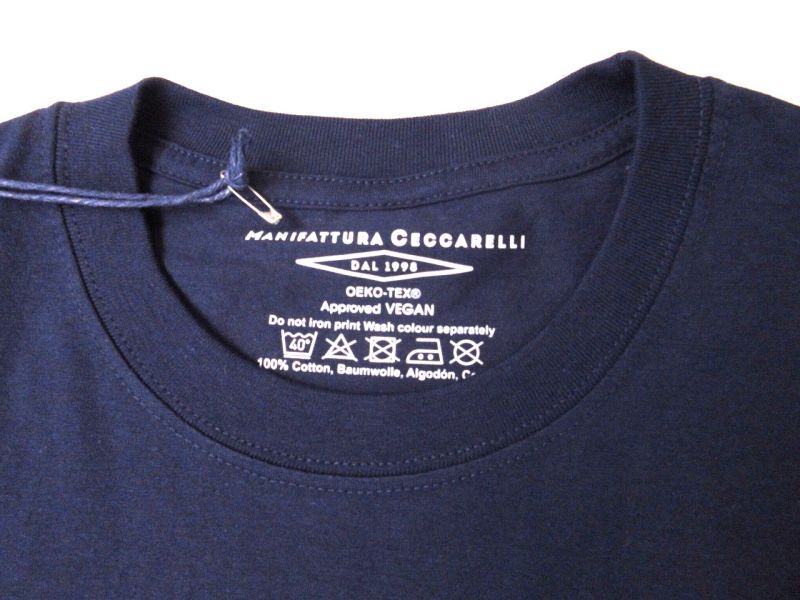 MANIFATTURA CECCARELLI
DAL 1998
OEKO-TEX®
Approved VEGAN
Do not iron print Wash colour separately
40°
100% Cotton, Baumwolle, Algodón,